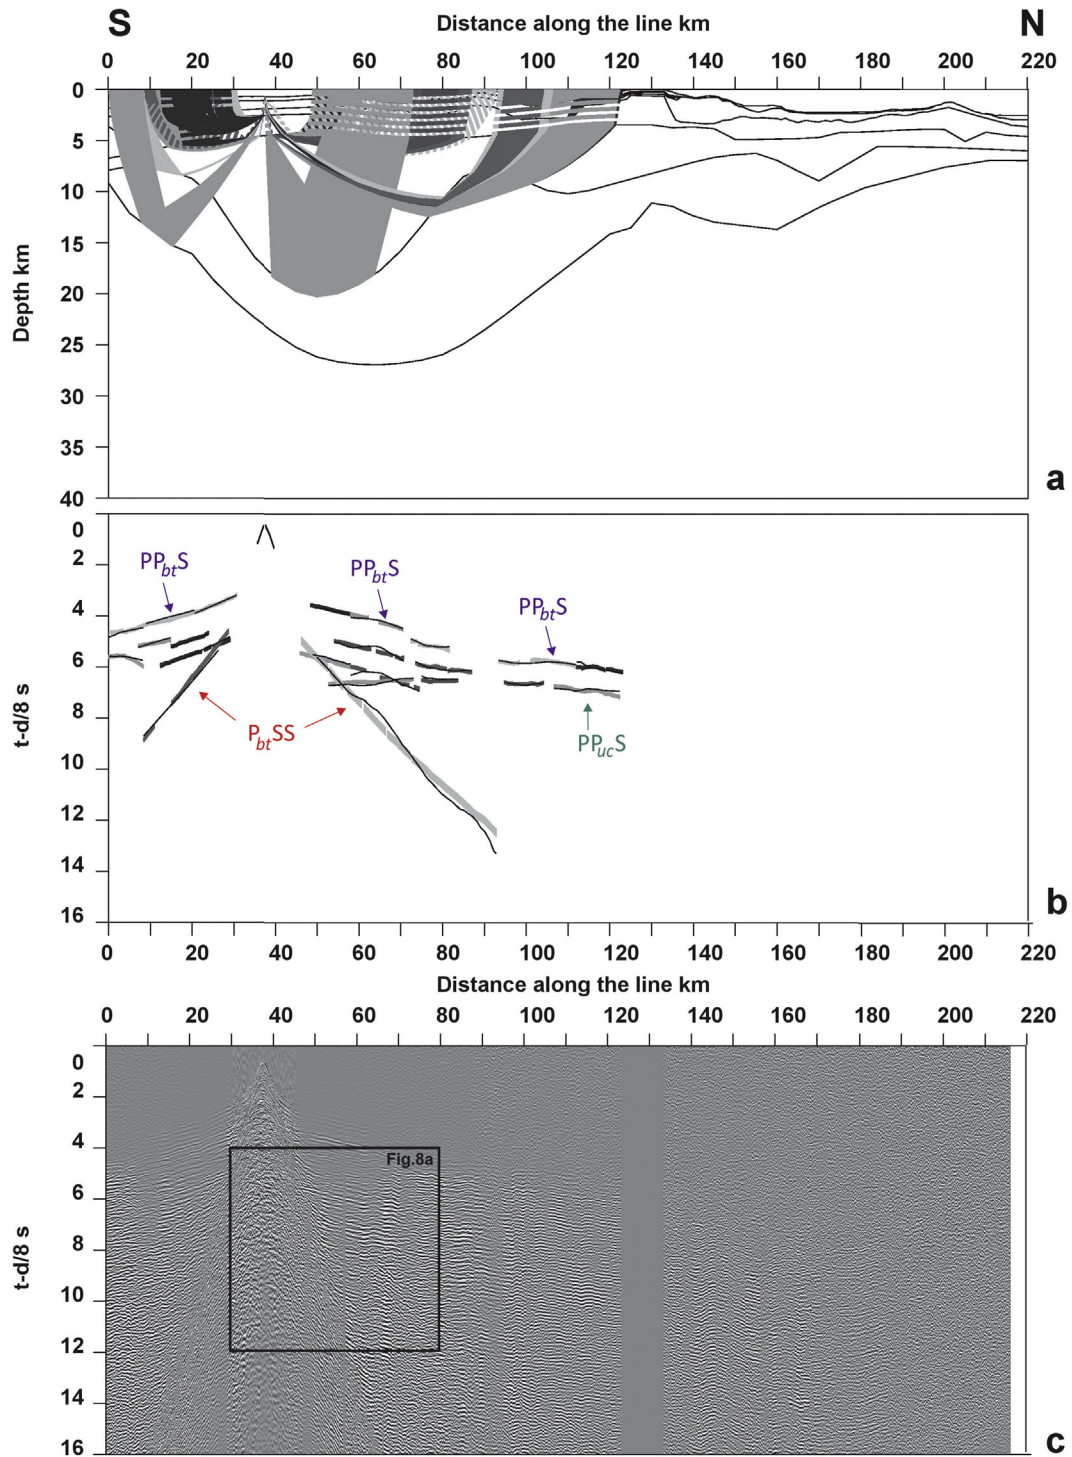 S Distance along the line km N
0 20 40 60 80 100 120 140 160 180 200 220
0
5
10
15
20
25
30
35
40
Depth km
a
0
2
4
6
8
10
12
14
16
t-d/8 s
PPbtS
PPbtS
PPbtS
PbtSS
PPucS
b
0 20 40 60 80 100 120 140 160 180 200 220
Distance along the line km
0 20 40 60 80 100 120 140 160 180 200 220
0
2
4
6
8
10
12
14
16
t-d/8 s
Fig.8a
c